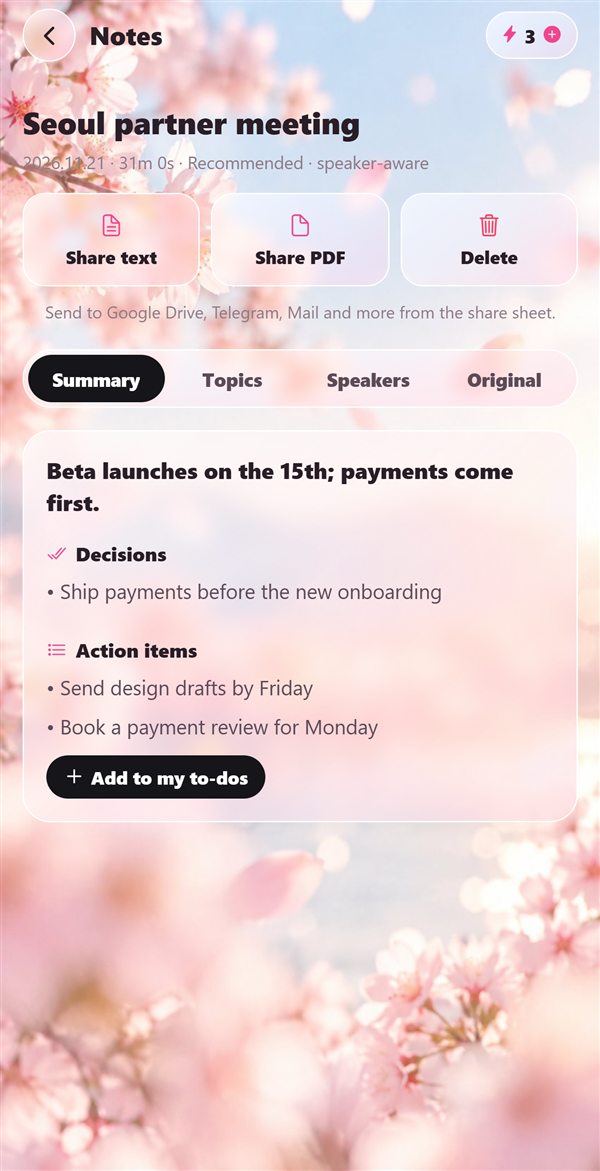 Notes
3
Seoul partner meeting
2026.11.21 · 31m 0s · Recommended · speaker-aware
Share text
Share PDF
Delete
Send to Google Drive, Telegram, Mail and more from the share sheet.
Summary
Topics
Speakers
Original
Beta launches on the 15th; payments come
first.
Decisions
• Ship payments before the new onboarding
Action items
• Send design drafts by Friday
• Book a payment review for Monday
+ Add to my to-dos